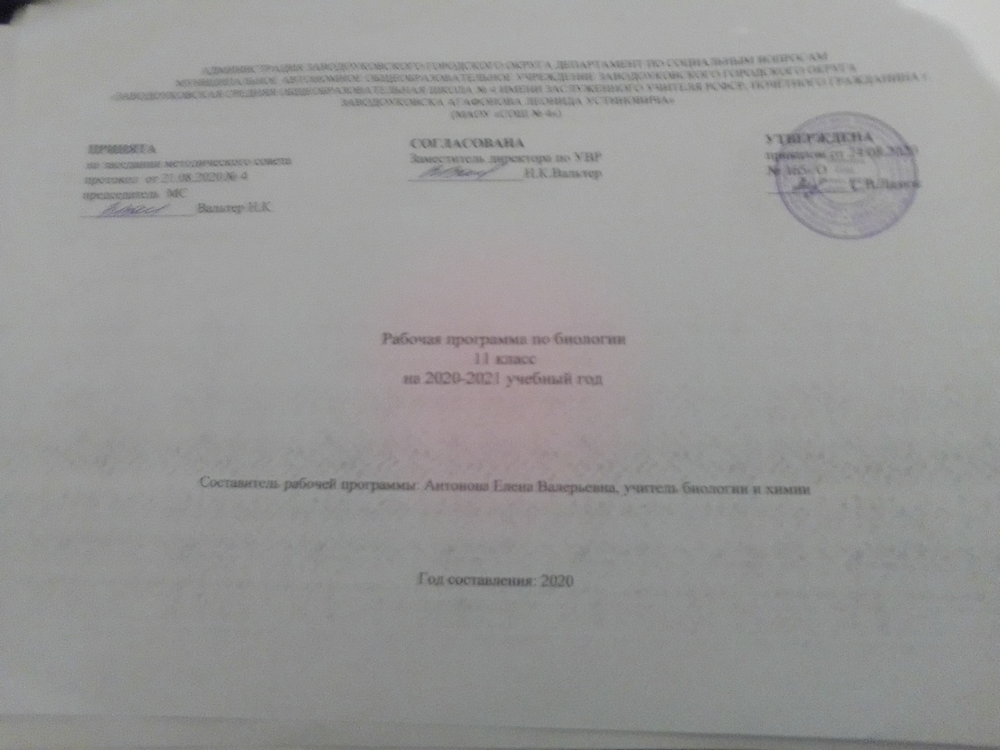 АДМИНИСТРАЦИЯ ЗАВОДОУКОВСКОГО ГОРОДСКОГО ОКРУГА ДЕПАРТАМЕНТ ПО СОЦИАЛЬНЫМ ВОПРОСАМ
МУНИЦИПАЛЬНОЕ АВТОНОМНОЕ ОБЩЕОБРАЗОВАТЕЛЬНОЕ УЧРЕЖДЕНИЕ ЗАВОДОУКОВСКОГО ГОРОДСКОГО ОКРУГА
«ЗАВОДОУКОВСКАЯ СРЕДНЯЯ ОБЩЕОБРАЗОВАТЕЛЬНАЯ ШКОЛА № 4 ИМЕНИ ЗАСЛУЖЕННОГО УЧИТЕЛЯ РСФСР, ПОЧЕТНОГО ГРАЖДАНИНА Г.
ЗАВОДОУКОВСКА АГАФОНОВА ЛЕОНИДА УСТИНОВИЧА»
(МАОУ «СОШ № 4»)
ПРИНЯТА
на заседании методического совета
протокол от 21.08.2020 № 4
председатель МС
Вальтер Н.К.
СОГЛАСОВАНА
Заместитель директора по УВР
Н.К.Вальтер
УТВЕРЖДЕНА
приказом от 24.08.2020
№
Рабочая программа по биологии
11 класс
на 2020-2021 учебный год
Составитель рабочей программы: Антонова Елена Валерьевна, учитель биологии и химии
Год составления: 2020